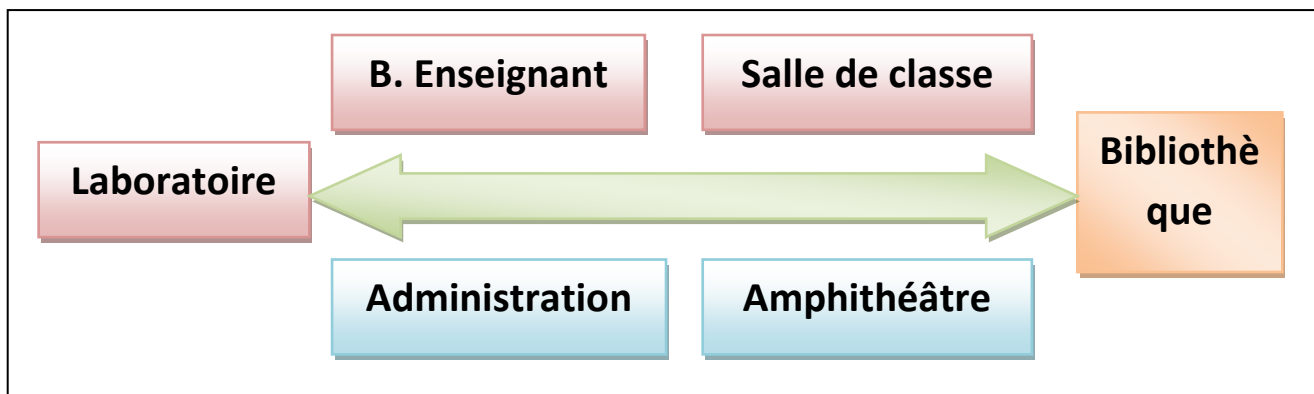 B. Enseignant
Salle de classe
Laboratoire
Bibliothè
que
Administration
Amphithéâtre